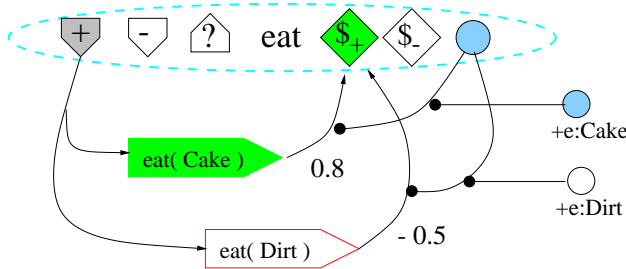 + - ? eat $+ $-
+e:Cake
eat( Cake )
0.8
+e:Dirt
- 0.5
eat( Dirt )